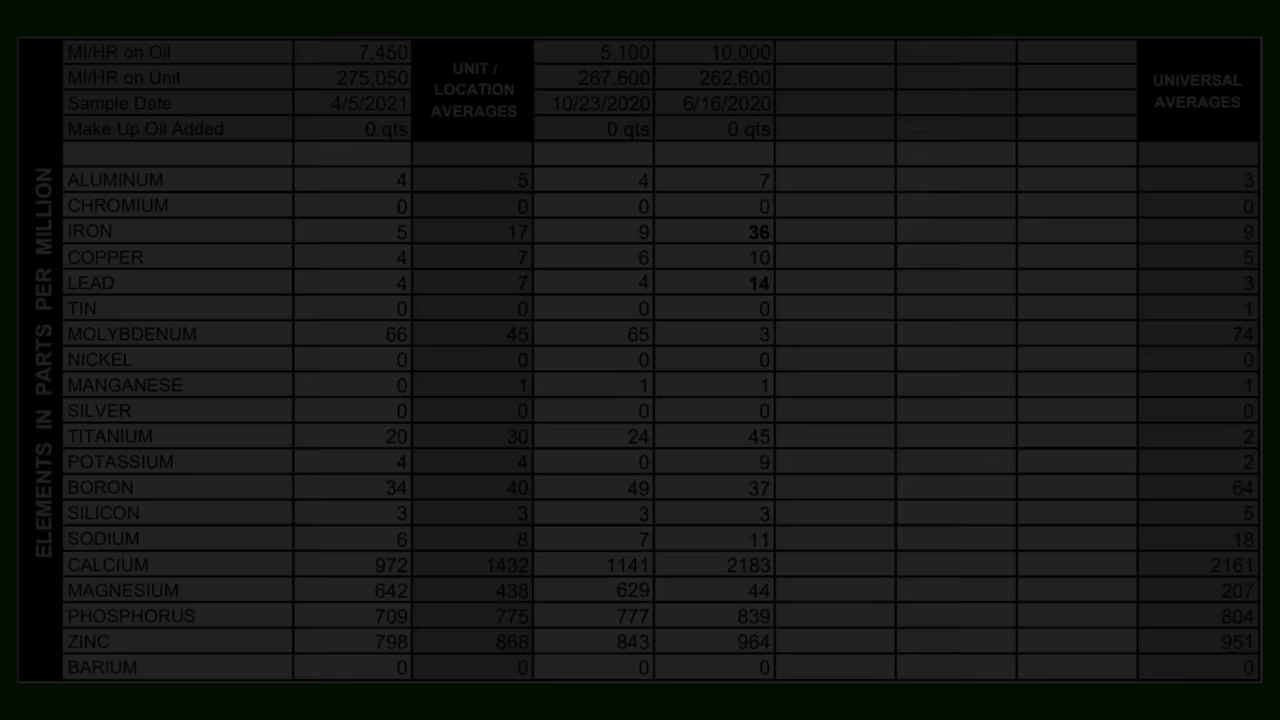 MI/HR on Oil 7,450 5,100 10,000
MI/HR on Unit 275,050 267,600 262,600
Sample Date 4/5/2021 10/23/2020 6/16/2020
Make Up Oil Added 0 qts 0 qts 0 qts
UNIT /
LOCATION
AVERAGES
UNIVERSAL
AVERAGES
ELEMENTS IN PARTS PER MILLION
ALUMINUM 4 5 4 7 3
CHROMIUM 0 0 0 0 0
IRON 5 17 9 36 9
COPPER 4 7 6 10 5
LEAD 4 7 4 14 3
TIN 0 0 0 0 1
MOLYBDENUM 66 45 65 3 74
NICKEL 0 0 0 0 0
MANGANESE 0 1 1 1 1
SILVER 0 0 0 0 0
TITANIUM 20 30 24 45 2
POTASSIUM 4 4 0 9 2
BORON 34 40 49 37 64
SILICON 3 3 3 3 5
SODIUM 6 8 7 11 18
CALCIUM 972 1432 1141 2183 2161
MAGNESIUM 642 438 629 44 207
PHOSPHORUS 709 775 777 839 804
ZINC 798 868 843 964 951
BARIUM 0 0 0 0 0